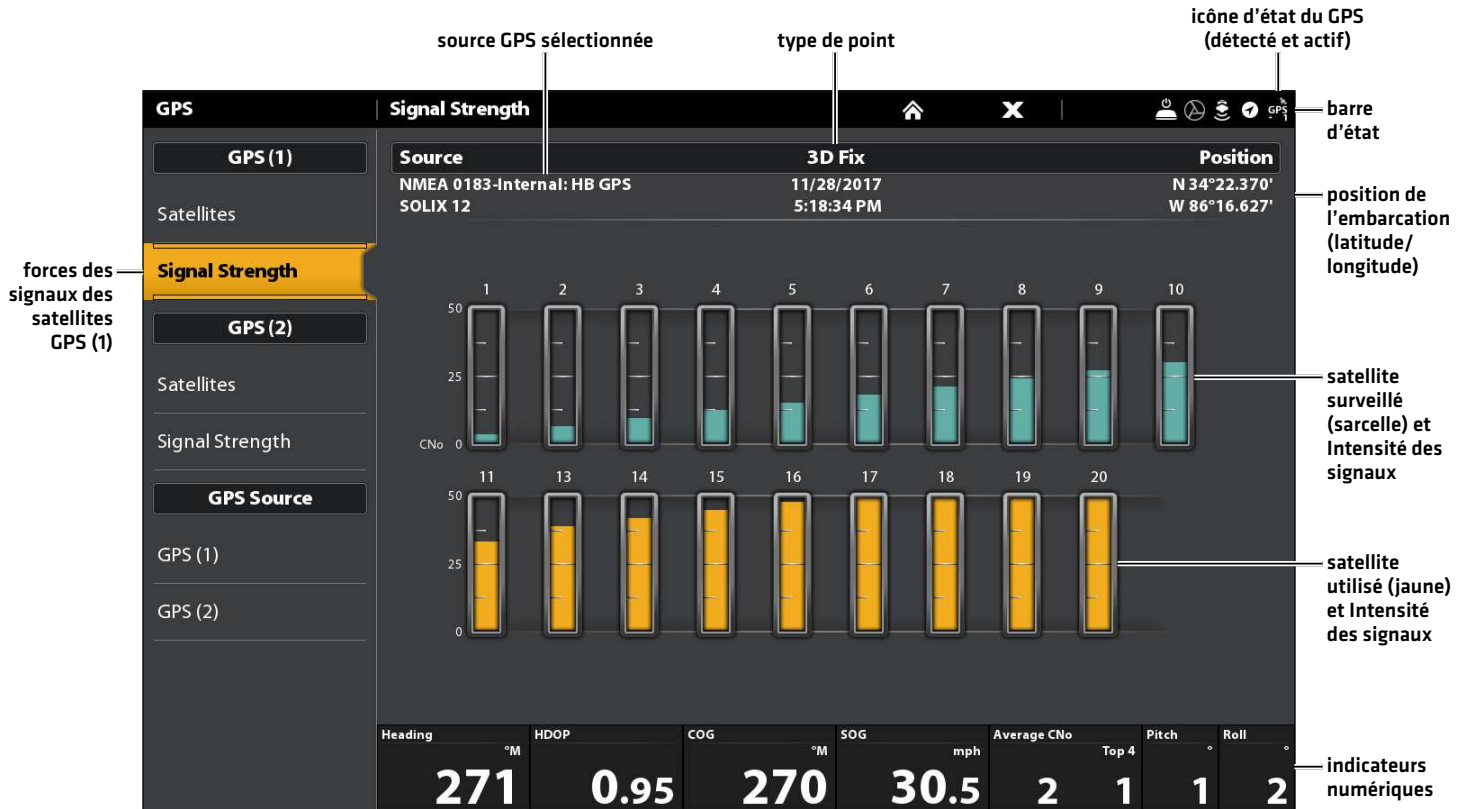 icône d’état du GPS
(détecté et actif)
source GPS sélectionnée
type de point
GPS
Signal Strength
GPS 1
barre
d’état
GPS (1)
Satellites
Signal Strength
GPS (2)
Satellites
Signal Strength
GPS Source
GPS (1)
GPS (2)
forces des
signaux des
satellites
GPS (1)
Source
3D Fix
Position
NMEA 0183-Internal: HB GPS
11/28/2017
N 34°22.370'
SOLIX 12
5:18:34 PM
W 86°16.627'
position de
l’embarcation
(latitude/
longitude)
1 2 3 4 5 6 7 8 9 10
50
25
CNo 0
satellite
surveillé
(sarcelle) et
Intensité des
signaux
11 13 14 15 16 17 18 19 20
50
25
0
satellite
utilisé (jaune)
et Intensité
des signaux
Heading
°M
271
HDOP
0.95
COG
°M
270
SOG
mph
30.5
Average CNo
Top 4
2 1
Pitch
°
1
Roll
°
2
indicateurs
numériques